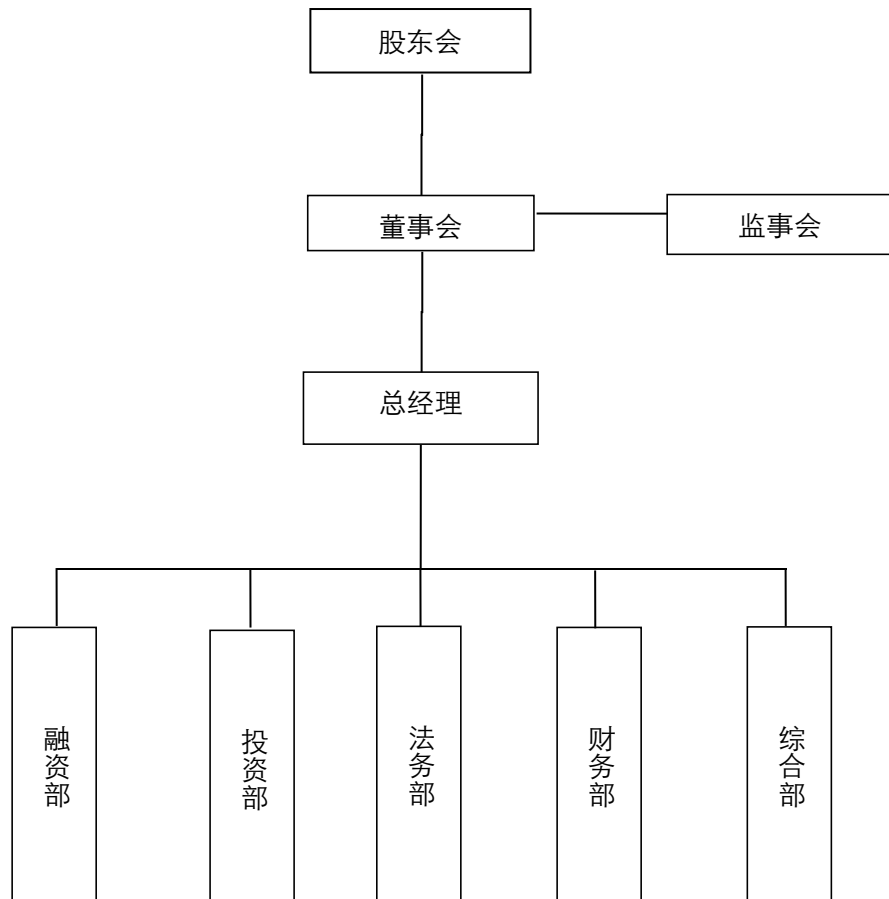 股东会
董事会
监事会
总经理
融资部
投资部
法务部
财务部
综合部